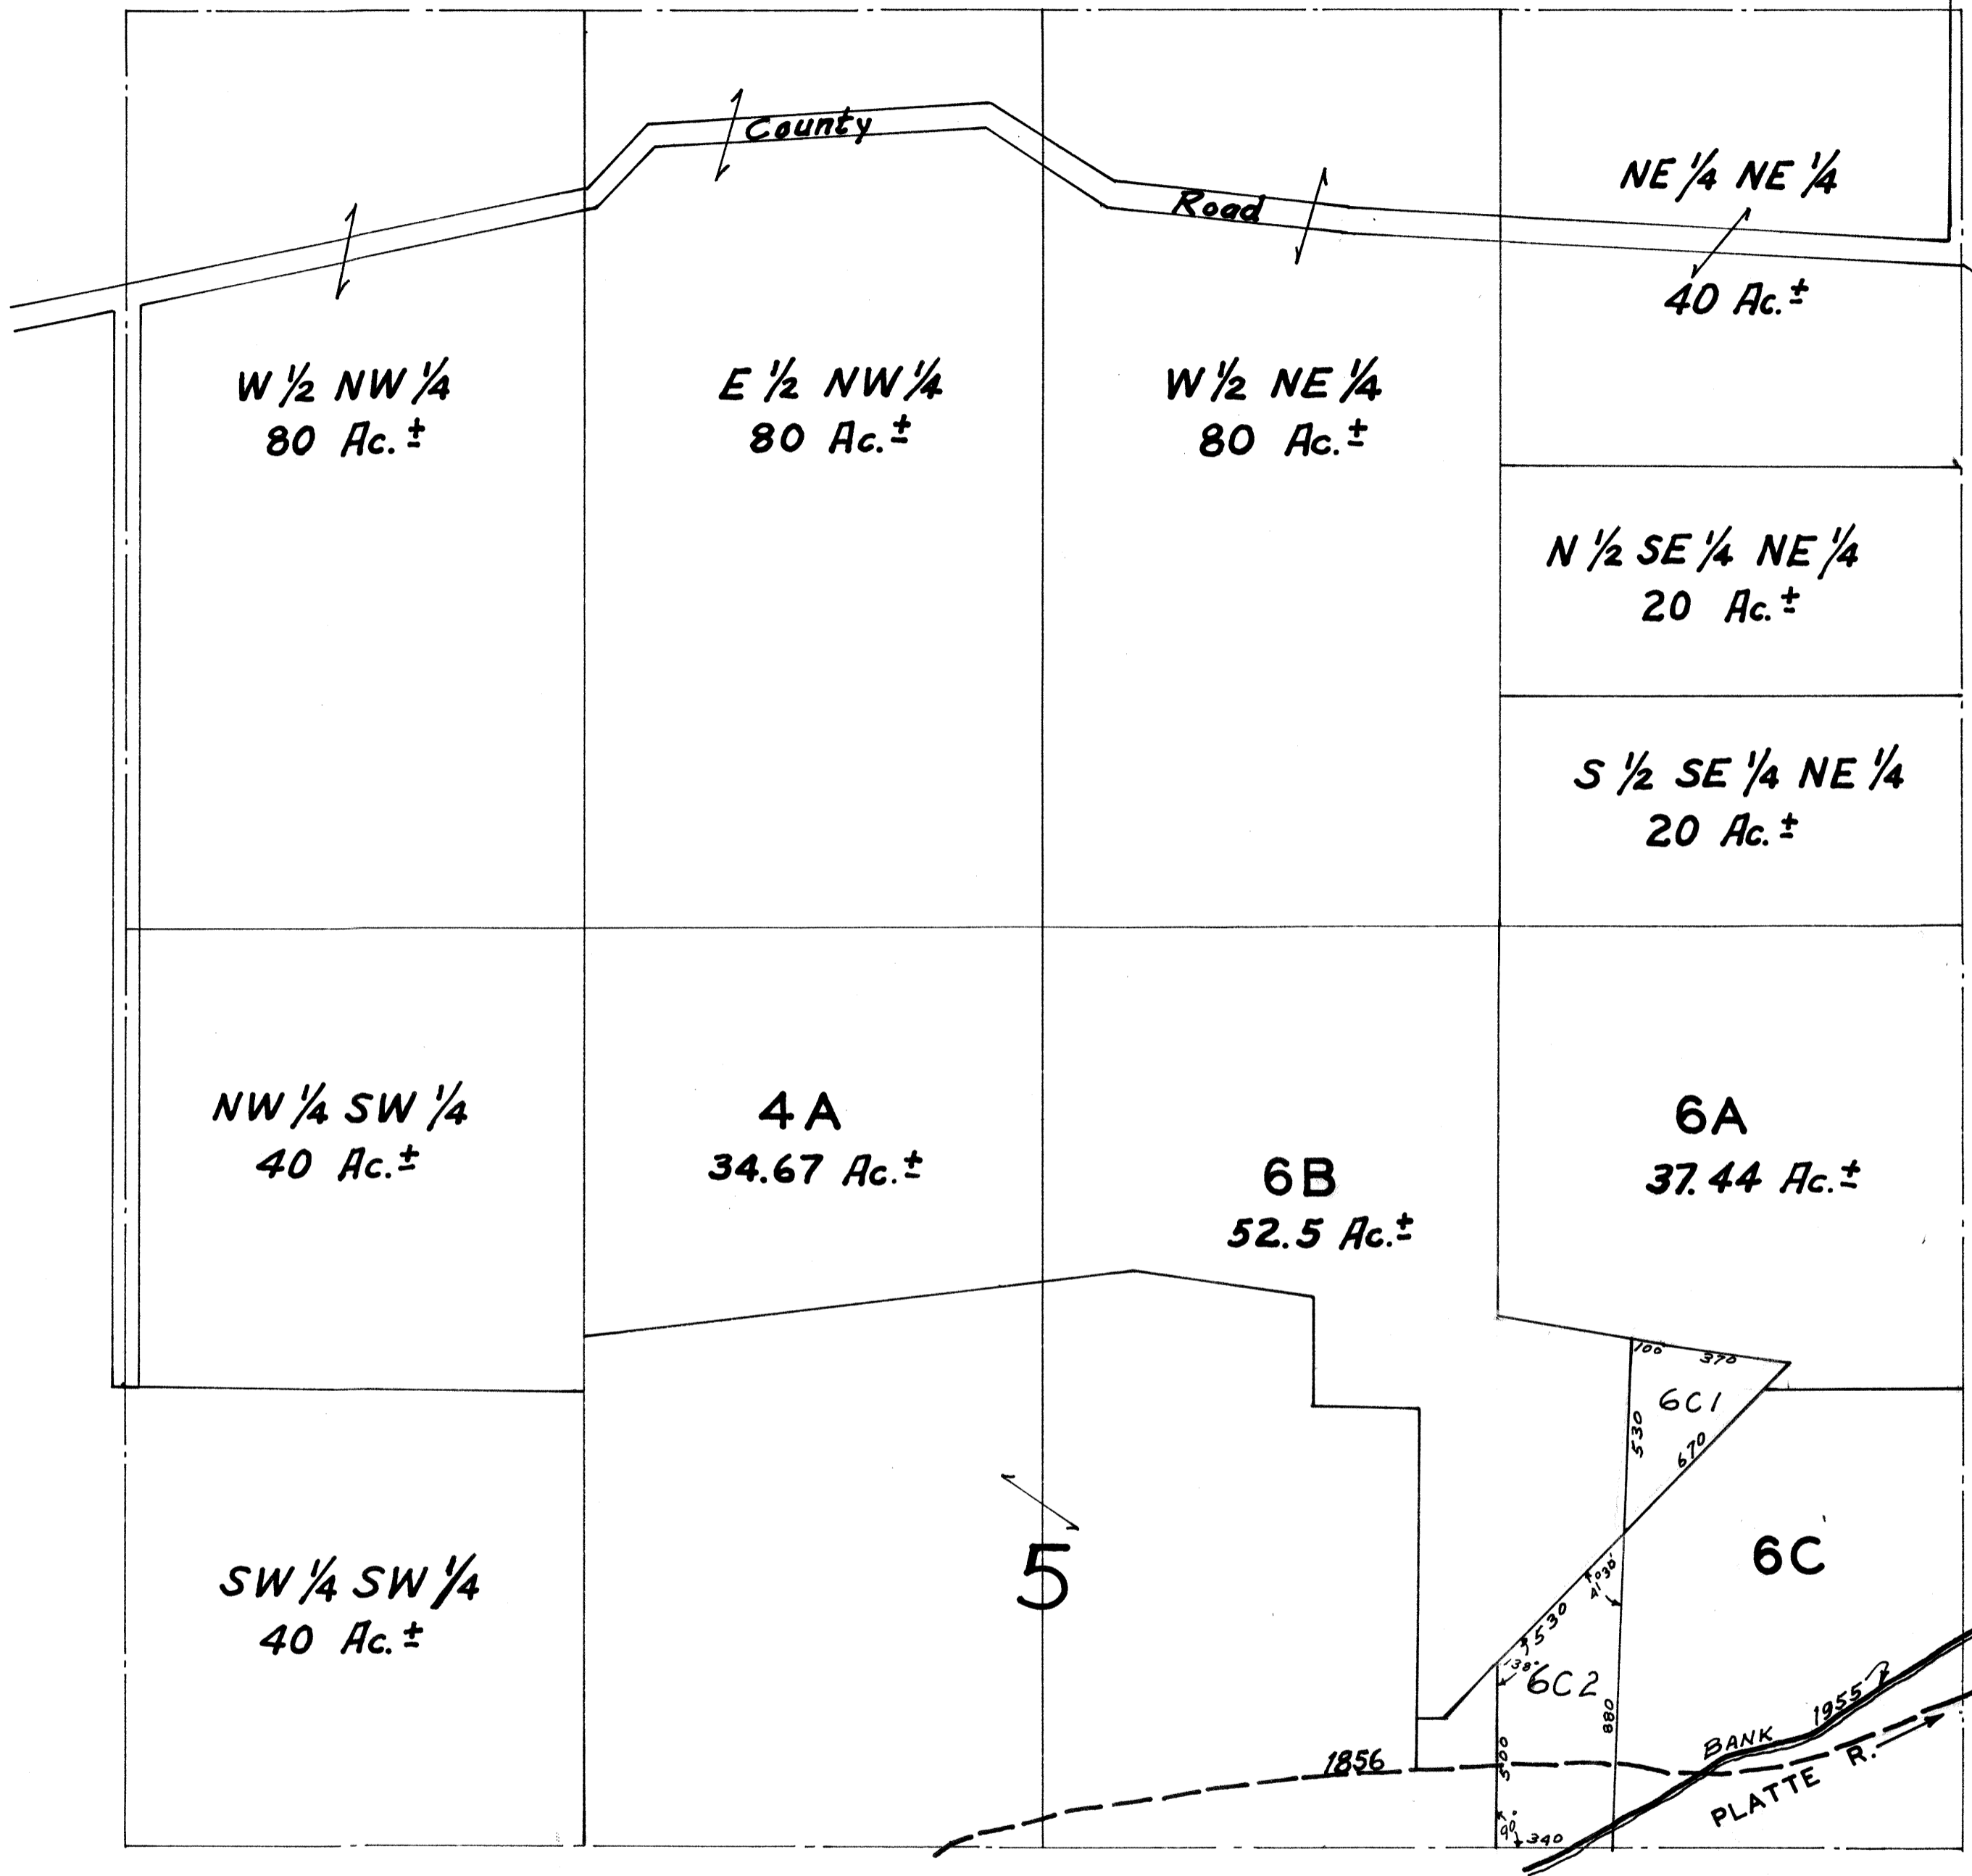 County
Road
NE 1/4 NE 1/4
40 Ac.±
W 1/2 NW 1/4
80 Ac.±
E 1/2 NW 1/4
80 Ac.±
W 1/2 NE 1/4
80 Ac.±
N 1/2 SE 1/4 NE 1/4
20 Ac.±
S 1/2 SE 1/4 NE 1/4
20 Ac.±
NW 1/4 SW 1/4
40 Ac.±
4A
34.67 Ac.±
6B
52.5 Ac.±
6A
37.44 Ac.±
100
370
6C1
530
670
SW 1/4 SW 1/4
40 Ac.±
5
6C
41°30'
530
138°
6C2
880
500
90°
340
1856
BANK
1955
PLATTE R.